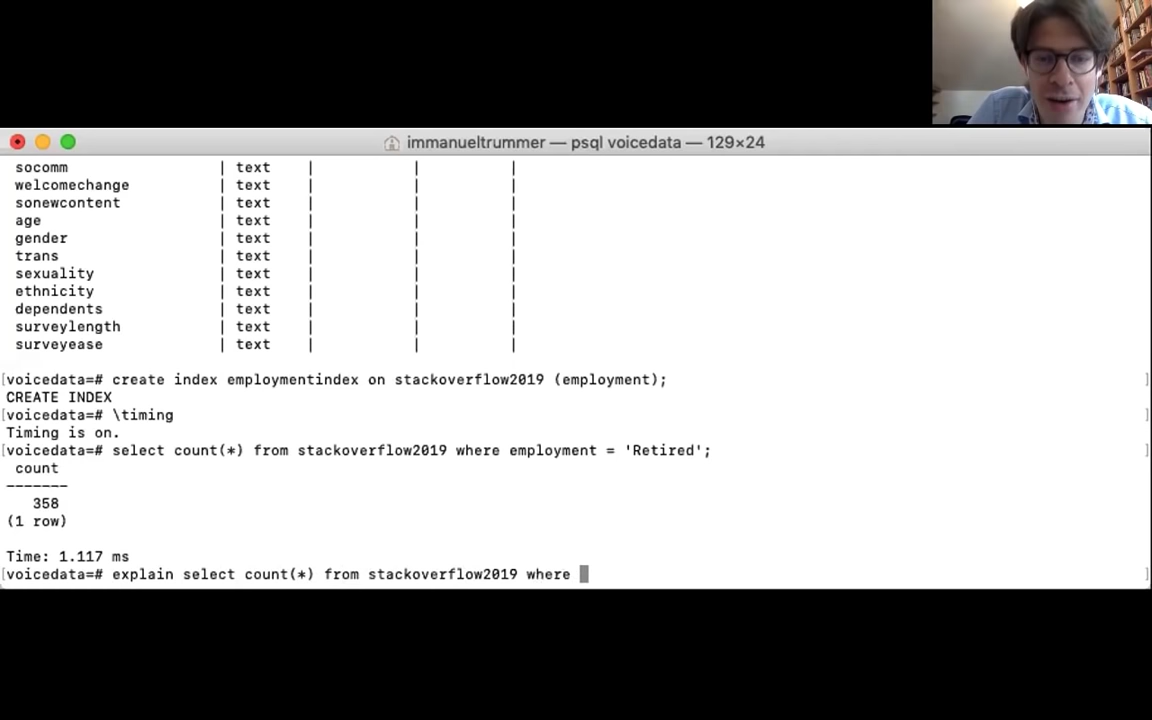 immanueltrummer — psql voicedata — 129×24
socomm | text | | |
welcomechange | text | | |
sonewcontent | text | | |
age | text | | |
gender | text | | |
trans | text | | |
sexuality | text | | |
ethnicity | text | | |
dependents | text | | |
surveylength | text | | |
surveyease | text | | |
[voicedata=# create index employmentindex on stackoverflow2019 (employment); ]
CREATE INDEX
[voicedata=# \timing ]
Timing is on.
[voicedata=# select count(*) from stackoverflow2019 where employment = 'Retired'; ]
count
-------
358
(1 row)
Time: 1.117 ms
[voicedata=# explain select count(*) from stackoverflow2019 where ]